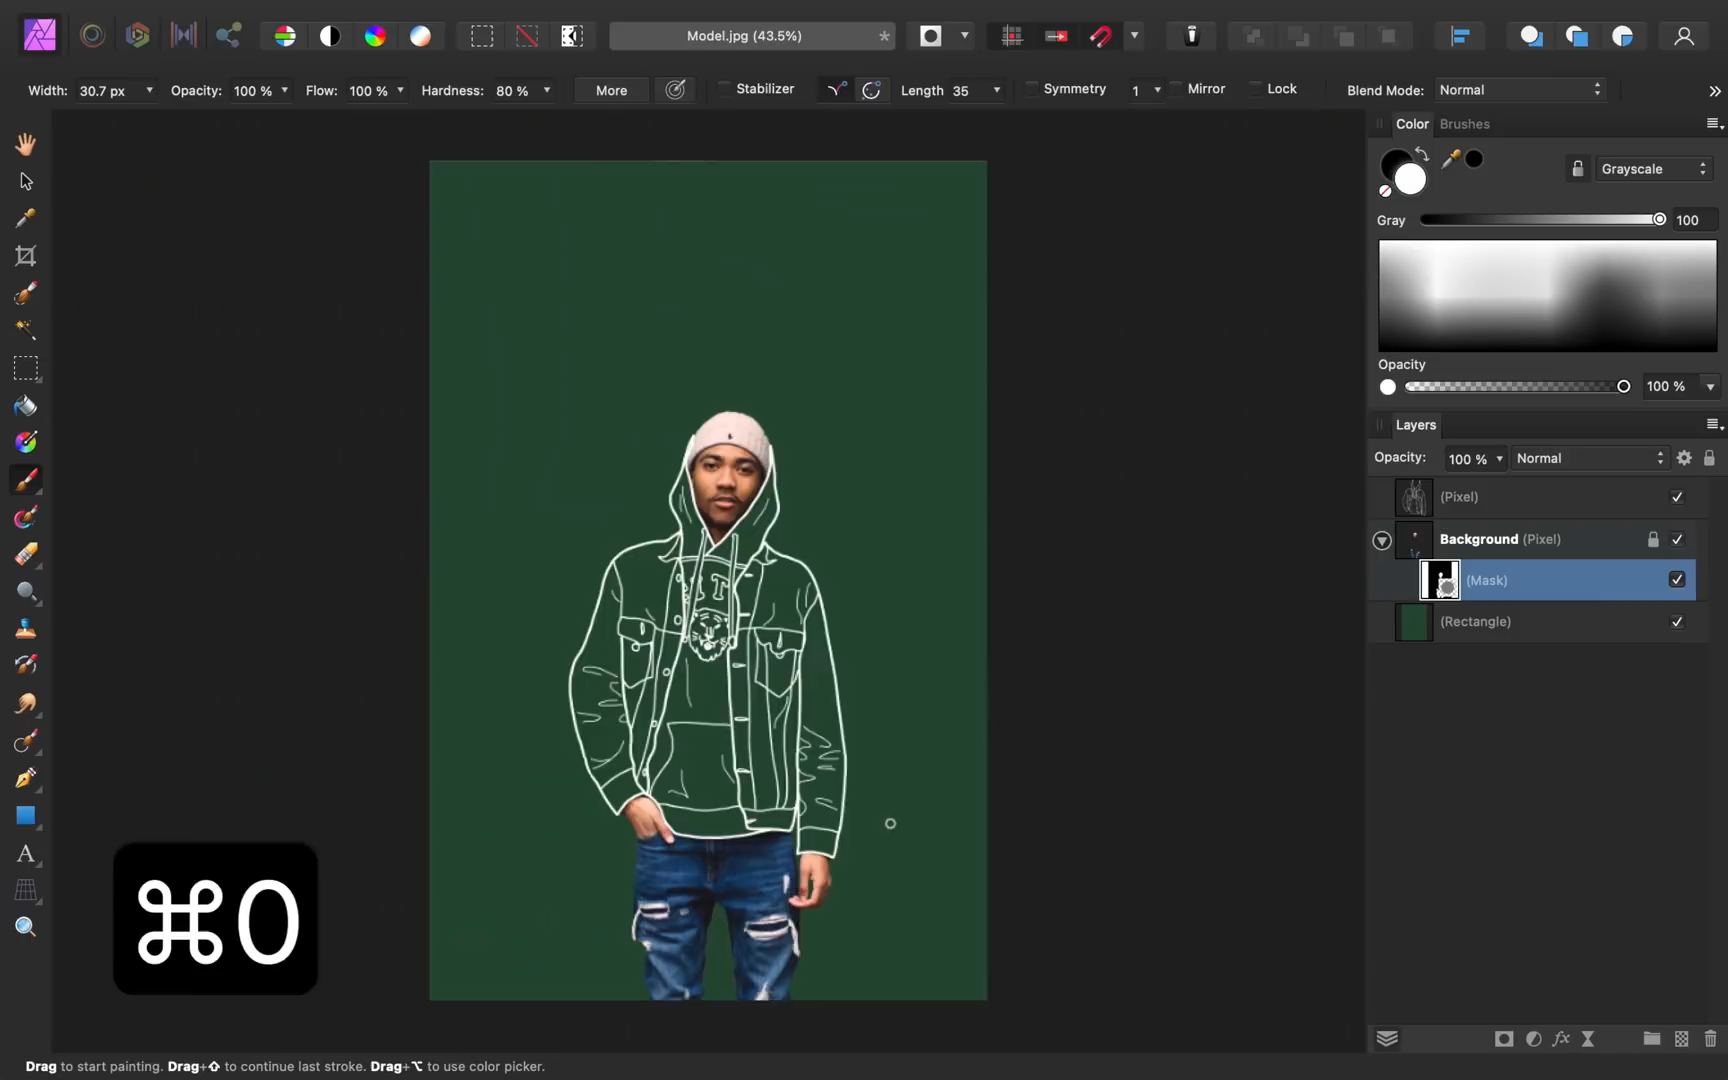 Model.jpg (43.5%)
*
Width: 30.7 px
Opacity: 100 %
Flow: 100 %
Hardness: 80 %
More
Stabilizer
Length 35
Symmetry
1
Mirror
Lock
Blend Mode: Normal
»
Color
Brushes
Grayscale
Gray
100
Opacity
100 %
Layers
Opacity: 100 %
Normal
(Pixel)
Background (Pixel)
(Mask)
(Rectangle)
A
fx
⌘0
Drag to start painting. Drag+⇧ to continue last stroke. Drag+⌥ to use color picker.